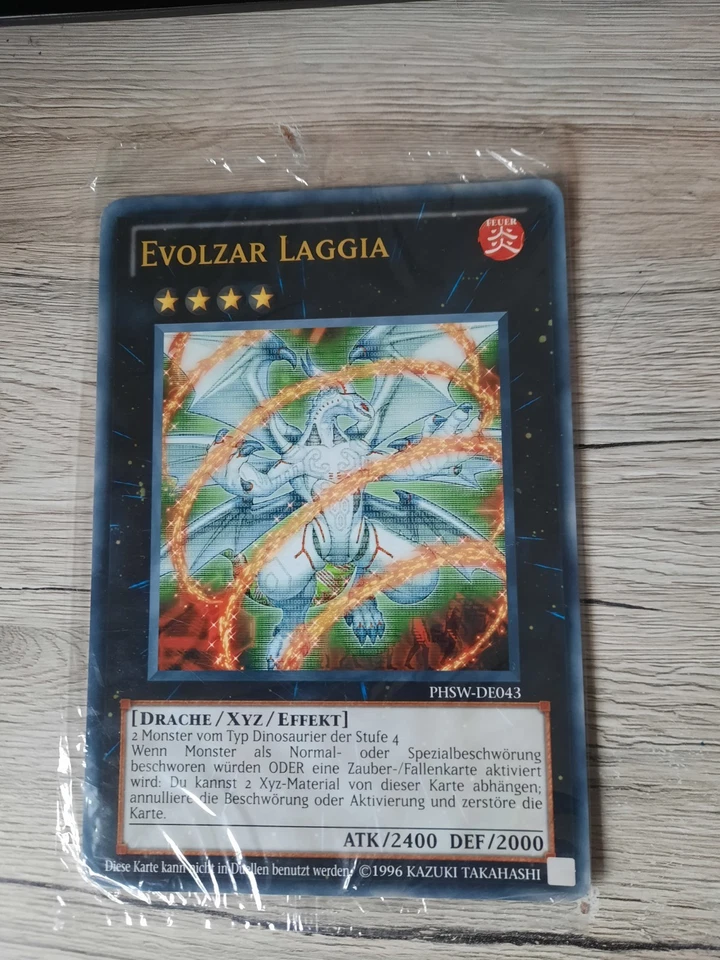 EVOLZAR LAGGIA
FEUER
炎
PHSW-DE043
[DRACHE/XYZ/EFFEKT]
2 Monster vom Typ Dinosaurier der Stufe 4
Wenn Monster als Normal- oder Spezialbeschwörung
beschworen würden ODER eine Zauber-/Fallenkarte aktiviert
wird: Du kannst 2 Xyz-Material von dieser Karte abhängen;
annulliere die Beschwörung oder Aktivierung und zerstöre die
Karte.
ATK/2400 DEF/2000
Diese Karte kann nicht in Duellen benutzt werden. ©1996 KAZUKI TAKAHASHI